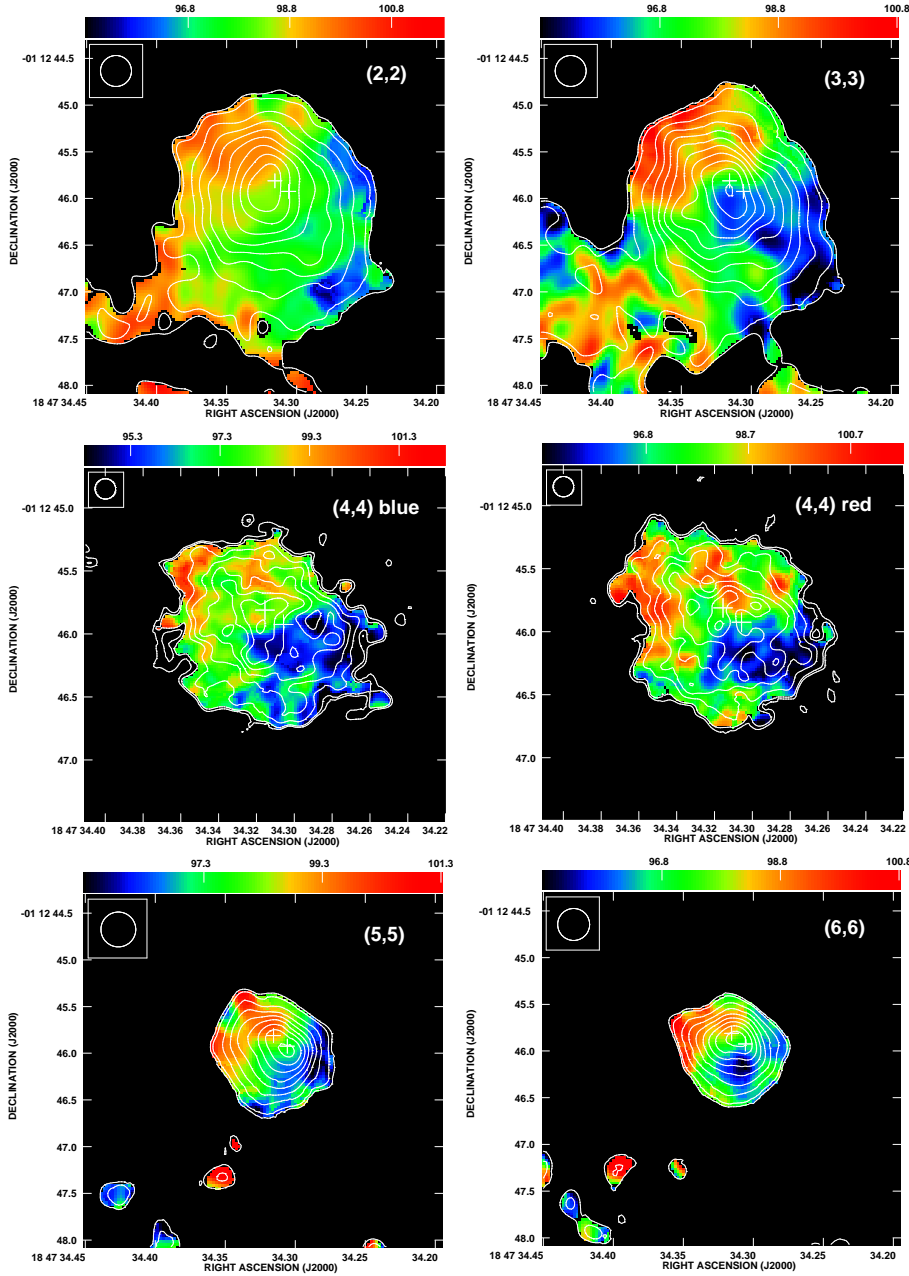 96.8 98.8 100.8
(2,2)
-01 12 44.5
45.0
45.5
46.0
46.5
47.0
47.5
48.0
DECLINATION (J2000)
18 47 34.45 34.40 34.35 34.30 34.25 34.20
RIGHT ASCENSION (J2000)
96.8 98.8 100.8
(3,3)
-01 12 44.5
45.0
45.5
46.0
46.5
47.0
47.5
48.0
DECLINATION (J2000)
18 47 34.45 34.40 34.35 34.30 34.25 34.20
RIGHT ASCENSION (J2000)
95.3 97.3 99.3 101.3
(4,4) blue
-01 12 45.0
45.5
46.0
46.5
47.0
DECLINATION (J2000)
18 47 34.40 34.38 34.36 34.34 34.32 34.30 34.28 34.26 34.24 34.22
RIGHT ASCENSION (J2000)
96.8 98.7 100.7
(4,4) red
-01 12 45.0
45.5
46.0
46.5
47.0
DECLINATION (J2000)
18 47 34.40 34.38 34.36 34.34 34.32 34.30 34.28 34.26 34.24 34.22
RIGHT ASCENSION (J2000)
97.3 99.3 101.3
(5,5)
-01 12 44.5
45.0
45.5
46.0
46.5
47.0
47.5
48.0
DECLINATION (J2000)
18 47 34.45 34.40 34.35 34.30 34.25 34.20
RIGHT ASCENSION (J2000)
96.8 98.8 100.8
(6,6)
-01 12 44.5
45.0
45.5
46.0
46.5
47.0
47.5
48.0
DECLINATION (J2000)
18 47 34.45 34.40 34.35 34.30 34.25 34.20
RIGHT ASCENSION (J2000)